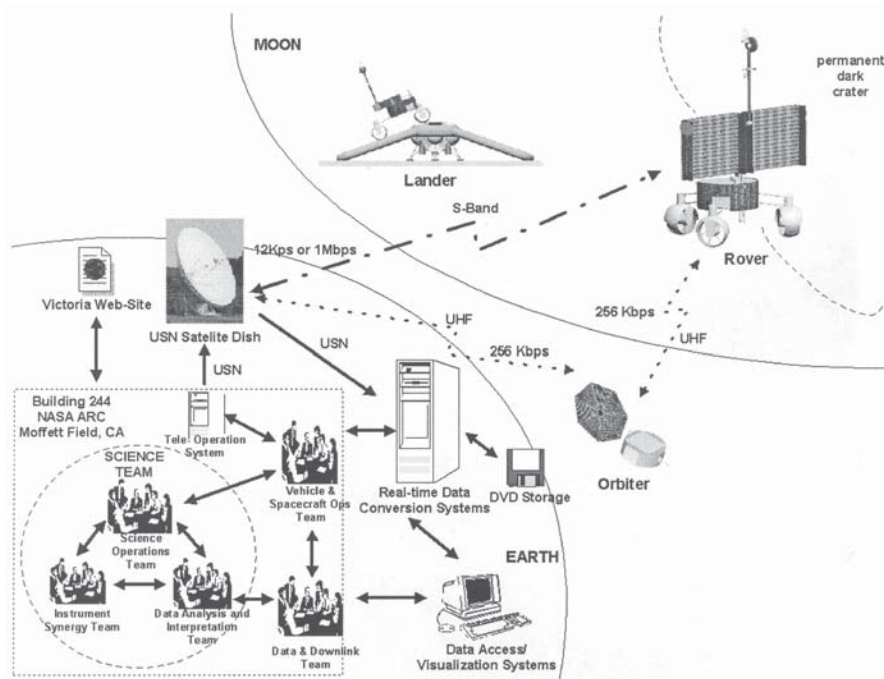 MOON
permanent
dark
crater
Lander
S-Band
12Kps or 1Mbps
Rover
Victoria Web-Site
USN Satelite Dish
UHF
256 Kbps
256 Kbps
UHF
USN
USN
Building 244
NASA ARC
Moffett Field, CA
Tele Operation
System
SCIENCE
TEAM
Vehicle &
Spacecraft Ops
Team
Real-time Data
Conversion Systems
DVD Storage
Orbiter
Science
Operations
Team
EARTH
Instrument
Synergy Team
Data Analysis and
Interpretation
Team
Data & Downlink
Team
Data Access/
Visualization Systems